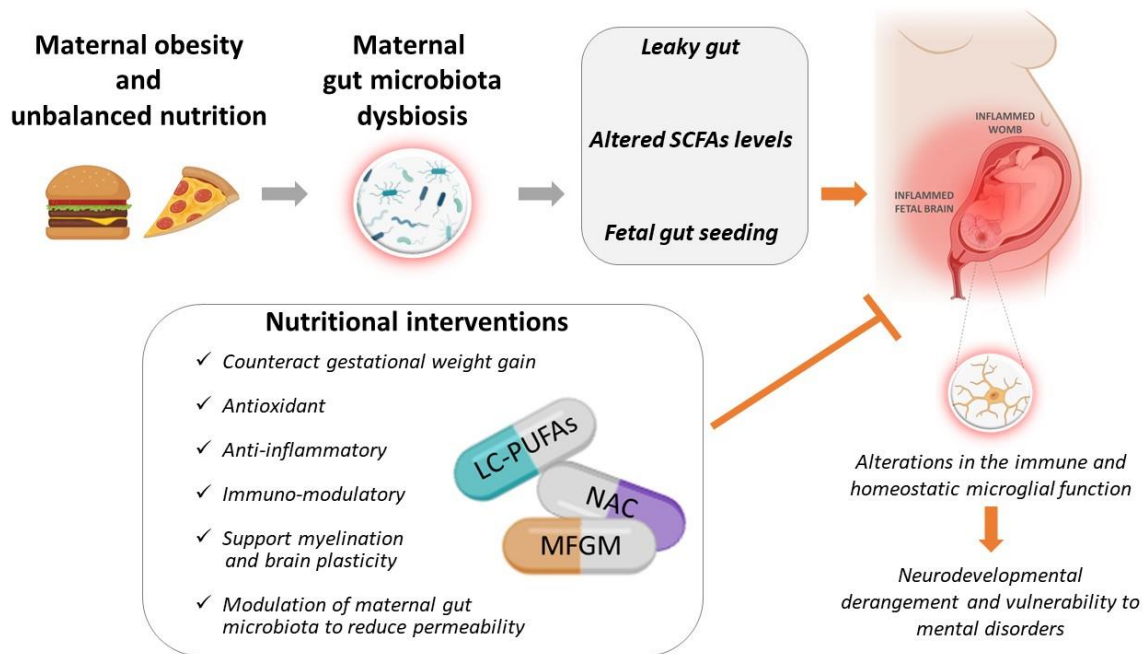 Maternal obesity
and
unbalanced nutrition
Maternal
gut microbiota
dysbiosis
Leaky gut
Altered SCFAs levels
Fetal gut seeding
INFLAMMED
WOMB
INFLAMMED
FETAL BRAIN
Nutritional interventions
✓ Counteract gestational weight gain
✓ Antioxidant
✓ Anti-inflammatory
✓ Immuno-modulatory
✓ Support myelination
and brain plasticity
✓ Modulation of maternal gut
microbiota to reduce permeability
LC-PUFAs
NAC
MFGM
Alterations in the immune and
homeostatic microglial function
Neurodevelopmental
derangement and vulnerability to
mental disorders